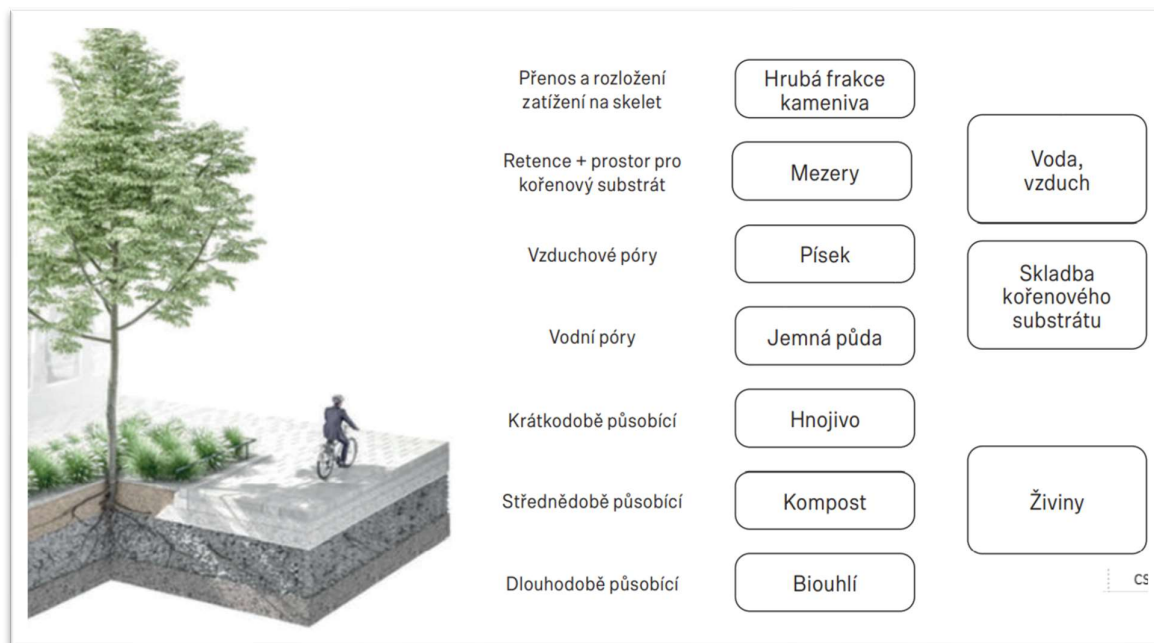 Přenos a rozložení
zatížení na skelet
Hrubá frakce
kameniva
Retence + prostor pro
kořenový substrát
Mezery
Voda,
vzduch
Vzduchové póry
Písek
Skladba
kořenového
substrátu
Vodní póry
Jemná půda
Krátkodobě působící
Hnojivo
Střednědobě působící
Kompost
Živiny
Dlouhodobě působící
Biouhlí